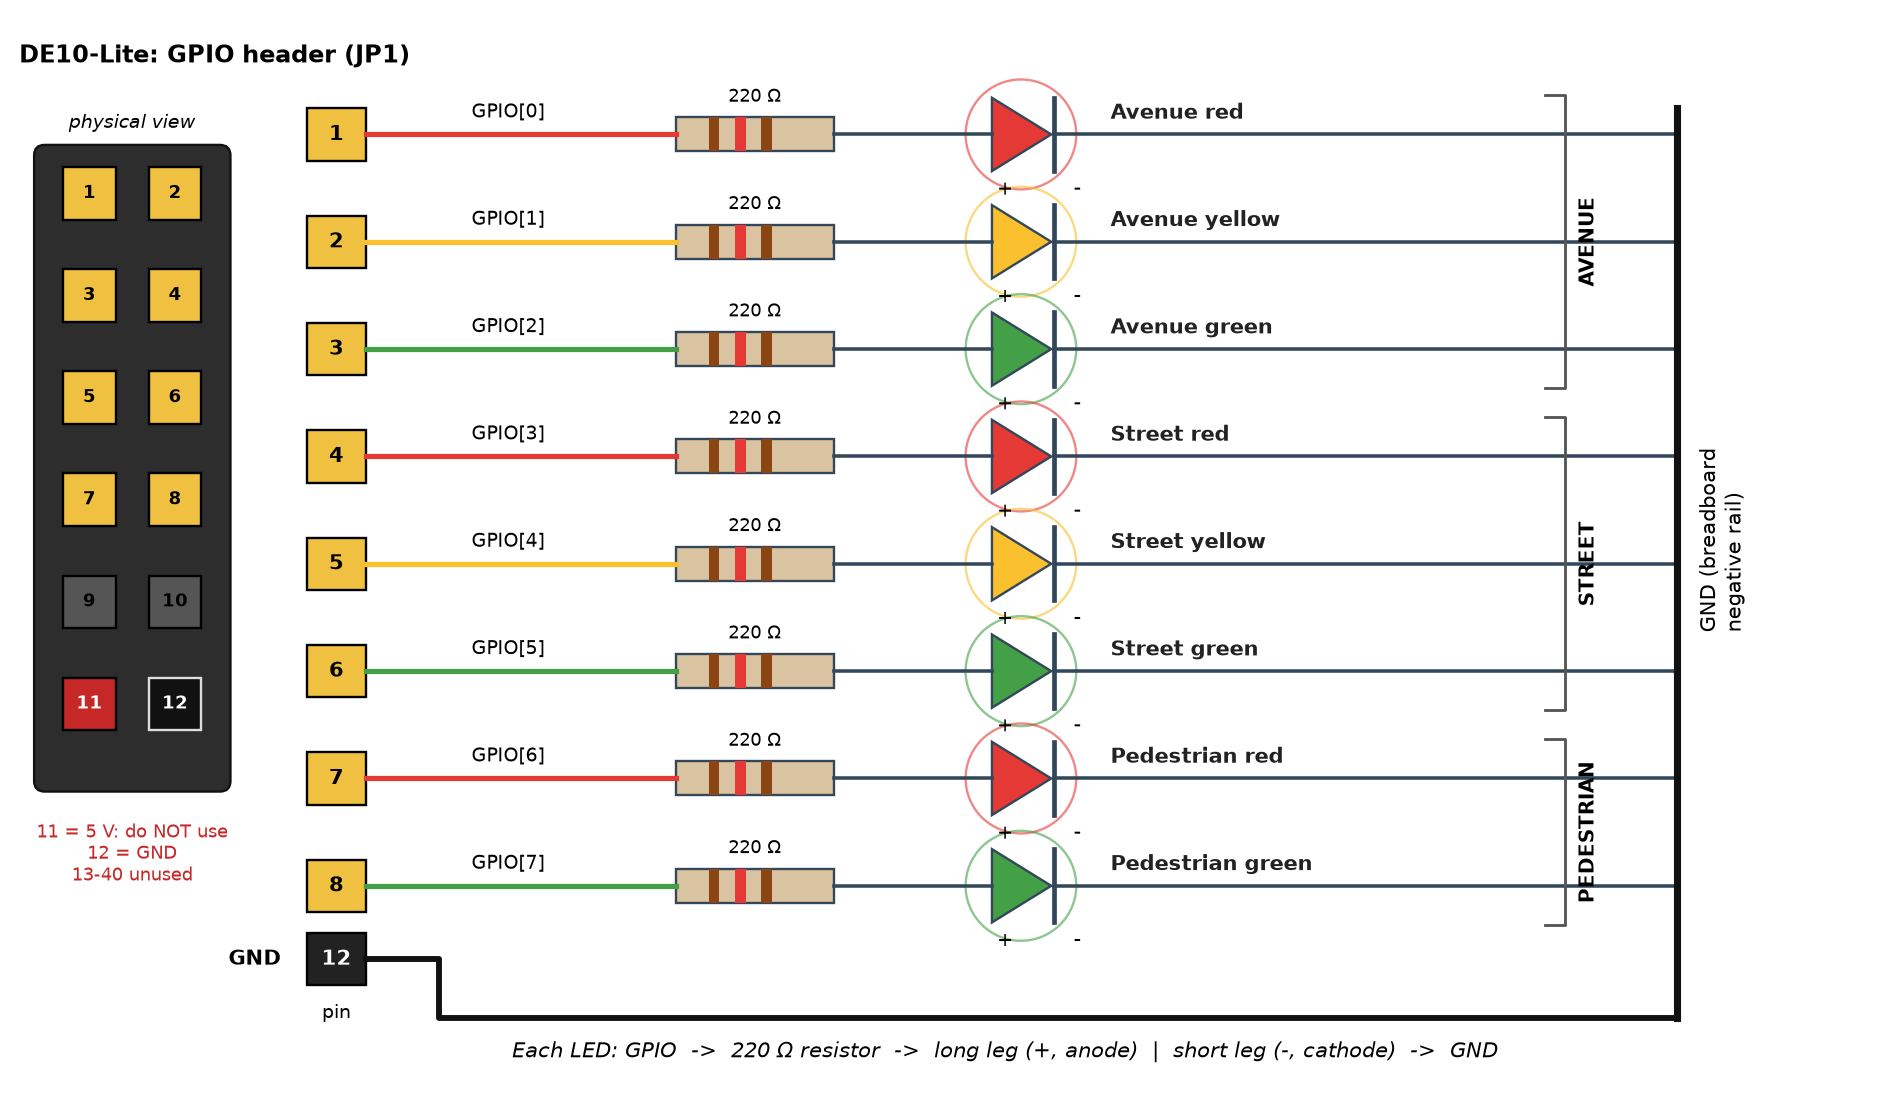 DE10-Lite: GPIO header (JP1)
physical view
1 2
3 4
5 6
7 8
9 10
11 12
11 = 5 V: do NOT use
12 = GND
13-40 unused
1 GPIO[0] 220 Ω + - Avenue red
2 GPIO[1] 220 Ω + - Avenue yellow
3 GPIO[2] 220 Ω + - Avenue green
AVENUE
4 GPIO[3] 220 Ω + - Street red
5 GPIO[4] 220 Ω + - Street yellow
6 GPIO[5] 220 Ω + - Street green
STREET
7 GPIO[6] 220 Ω + - Pedestrian red
8 GPIO[7] 220 Ω + - Pedestrian green
PEDESTRIAN
GND (breadboard
negative rail)
GND 12
pin
Each LED: GPIO -> 220 Ω resistor -> long leg (+, anode) | short leg (-, cathode) -> GND